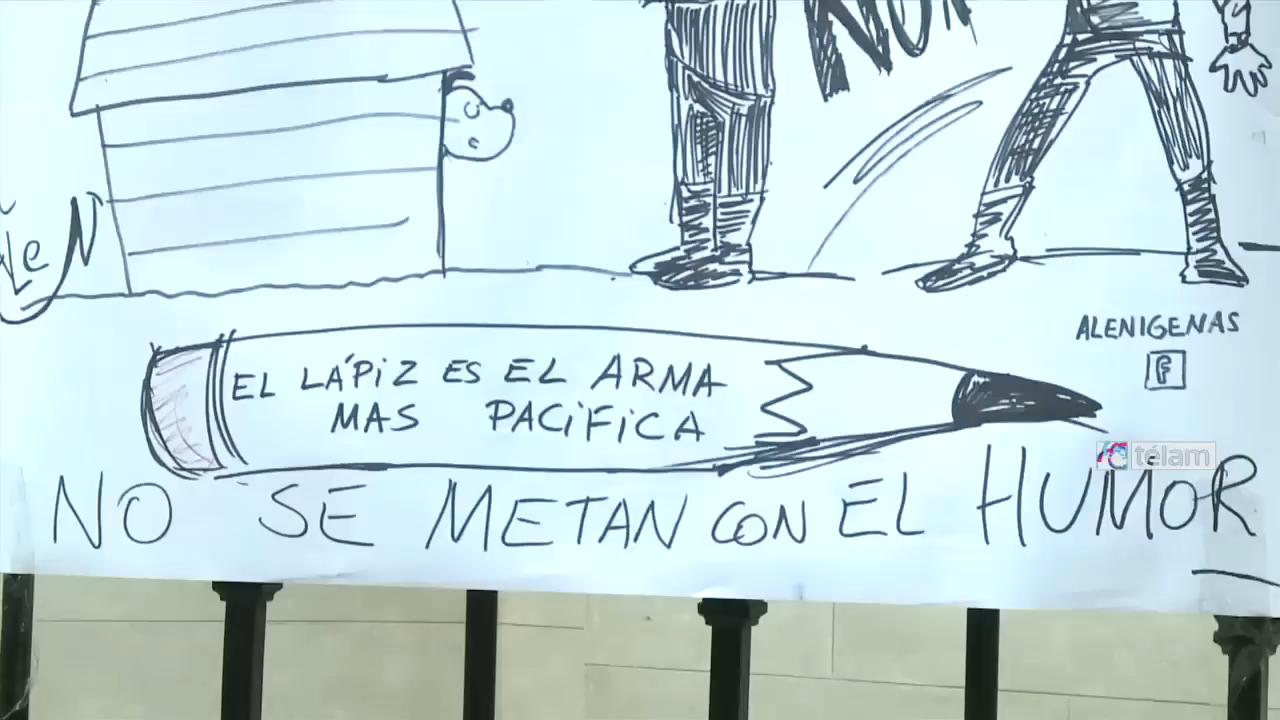 EL LÁPIZ ES EL ARMA
MAS PACIFICA
ALENIGENAS
F
télam
NO SE METAN CON EL HUMOR